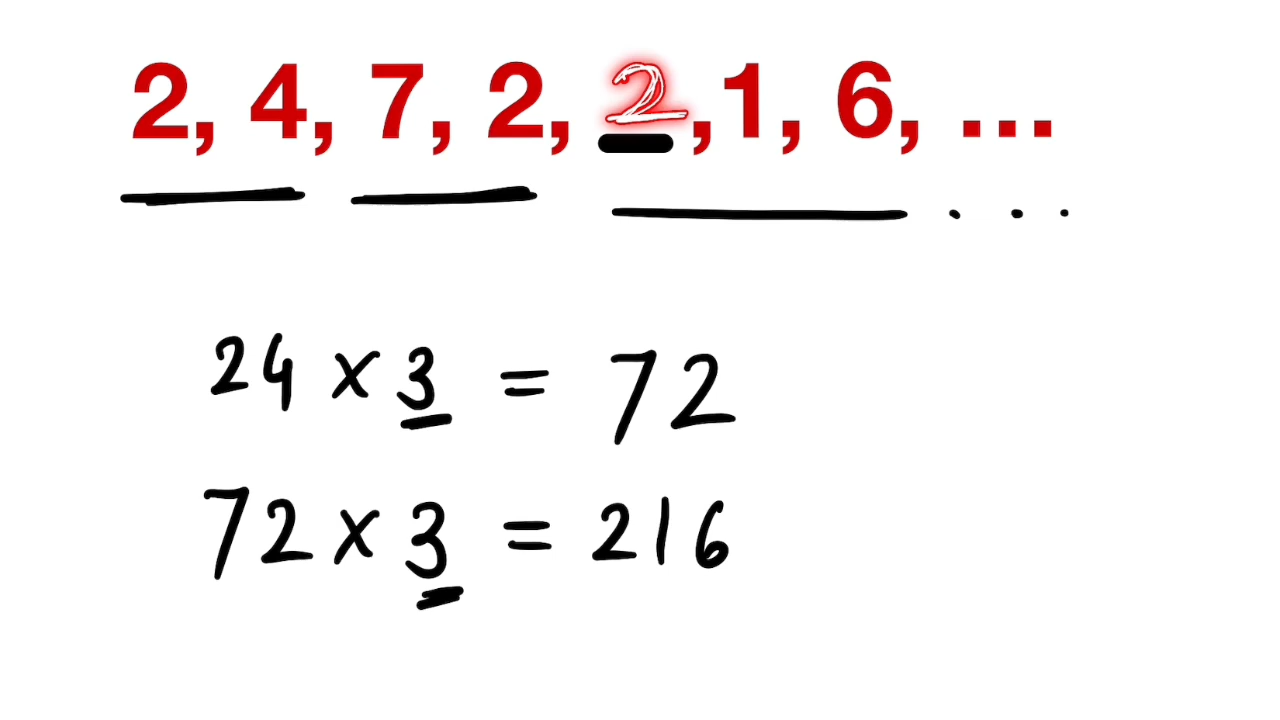 2, 4, 7, 2, 2, 1, 6, ...
24 × 3 = 72
72 × 3 = 216